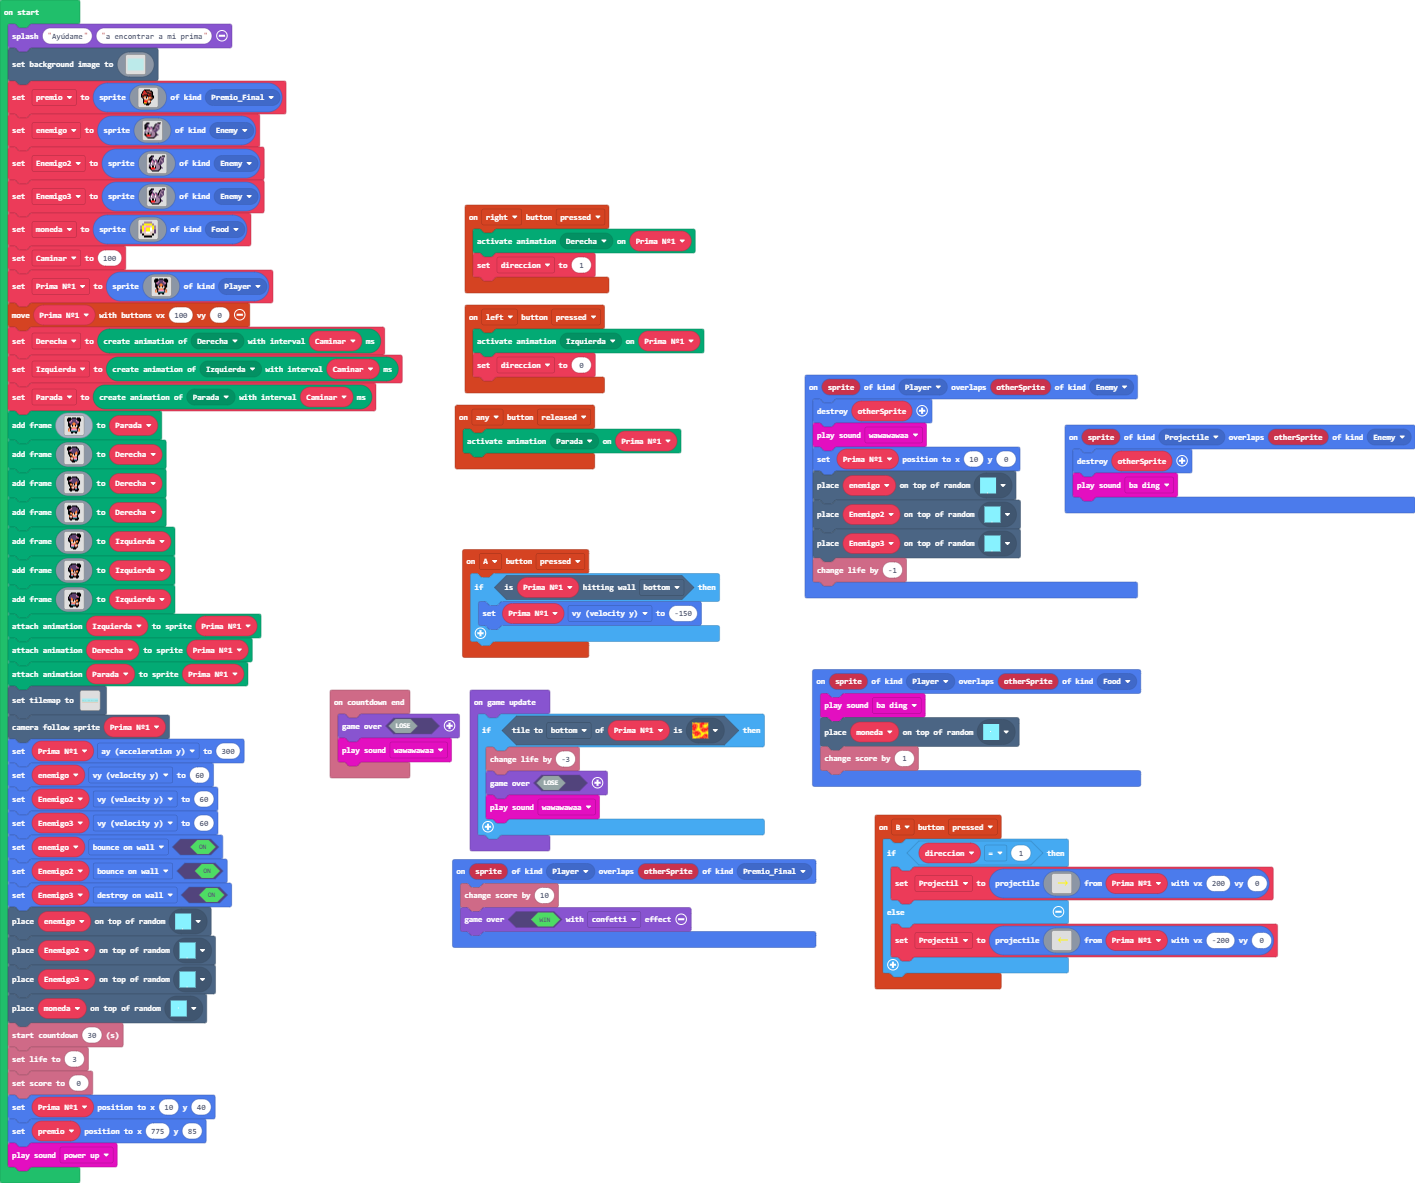 on start
splash "Ayúdame" "a encontrar a mi prima"
set background image to
set premio to sprite of kind Premio_Final
set enemigo to sprite of kind Enemy
set Enemigo2 to sprite of kind Enemy
set Enemigo3 to sprite of kind Enemy
set moneda to sprite of kind Food
set Caminar to 100
set Prima Nº1 to sprite of kind Player
move Prima Nº1 with buttons vx 100 vy 0
set Derecha to create animation of Derecha with interval Caminar ms
set Izquierda to create animation of Izquierda with interval Caminar ms
set Parada to create animation of Parada with interval Caminar ms
add frame to Parada
add frame to Derecha
add frame to Derecha
add frame to Derecha
add frame to Izquierda
add frame to Izquierda
add frame to Izquierda
attach animation Izquierda to sprite Prima Nº1
attach animation Derecha to sprite Prima Nº1
attach animation Parada to sprite Prima Nº1
set tilemap to
camera follow sprite Prima Nº1
set Prima Nº1 ay (acceleration y) to 300
set enemigo vy (velocity y) to 60
set Enemigo2 vy (velocity y) to 60
set Enemigo3 vy (velocity y) to 60
set enemigo bounce on wall ON
set Enemigo2 bounce on wall ON
set Enemigo3 destroy on wall ON
place enemigo on top of random
place Enemigo2 on top of random
place Enemigo3 on top of random
place moneda on top of random
start countdown 30 (s)
set life to 3
set score to 0
set Prima Nº1 position to x 10 y 40
set premio position to x 775 y 85
play sound power up
on right button pressed
activate animation Derecha on Prima Nº1
set direccion to 1
on left button pressed
activate animation Izquierda on Prima Nº1
set direccion to 0
on any button released
activate animation Parada on Prima Nº1
on A button pressed
if is Prima Nº1 hitting wall bottom then
set Prima Nº1 vy (velocity y) to -150
on countdown end
game over LOSE
play sound wawawawaa
on game update
if tile to bottom of Prima Nº1 is then
change life by -3
game over LOSE
play sound wawawawaa
on sprite of kind Player overlaps otherSprite of kind Premio_Final
change score by 10
game over WIN with confetti effect
on sprite of kind Player overlaps otherSprite of kind Enemy
destroy otherSprite
play sound wawawawaa
set Prima Nº1 position to x 10 y 0
place enemigo on top of random
place Enemigo2 on top of random
place Enemigo3 on top of random
change life by -1
on sprite of kind Projectile overlaps otherSprite of kind Enemy
destroy otherSprite
play sound ba ding
on sprite of kind Player overlaps otherSprite of kind Food
play sound ba ding
place moneda on top of random
change score by 1
on B button pressed
if direccion = 1 then
set Projectil to projectile from Prima Nº1 with vx 200 vy 0
else
set Projectil to projectile from Prima Nº1 with vx -200 vy 0